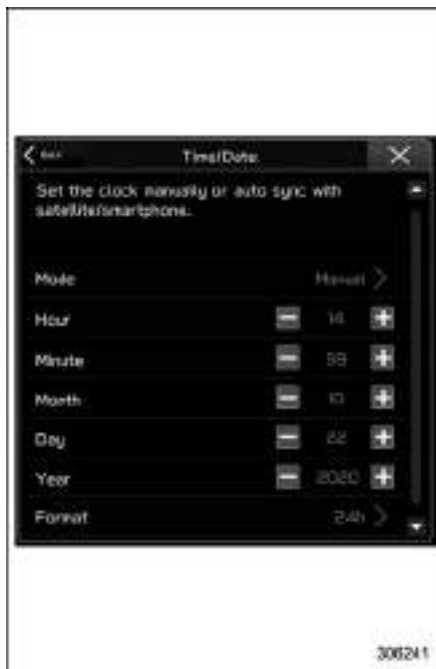 Back
Time/Date
Set the clock manually or auto sync with
satellite/smartphone.
Mode Manual
Hour 14
Minute
Month 10
Day 22
Year 2020
Format 24h
306241